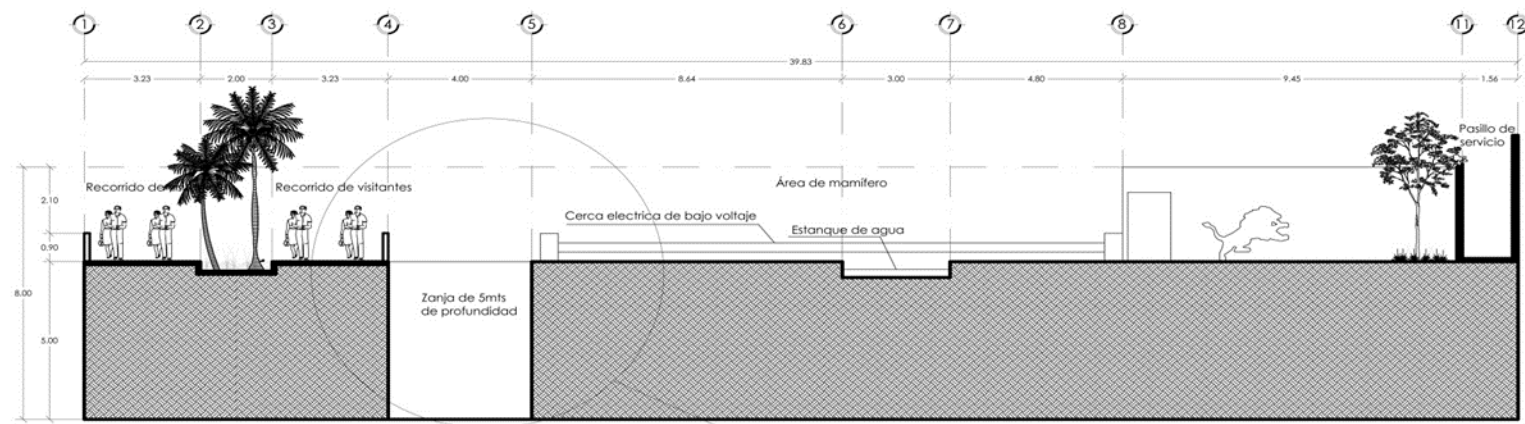 1 2 3 4 5 6 7 8 11 12
39.83
3.23 2.00 3.23 4.00 8.64 3.00 4.80 9.45 1.56
Pasillo de
servicio
Recorrido de
Recorrido de visitantes
Área de mamífero
2.10
Cerca electrica de bajo voltaje
Estanque de agua
0.90
8.00
Zanja de 5mts
de profundidad
5.00